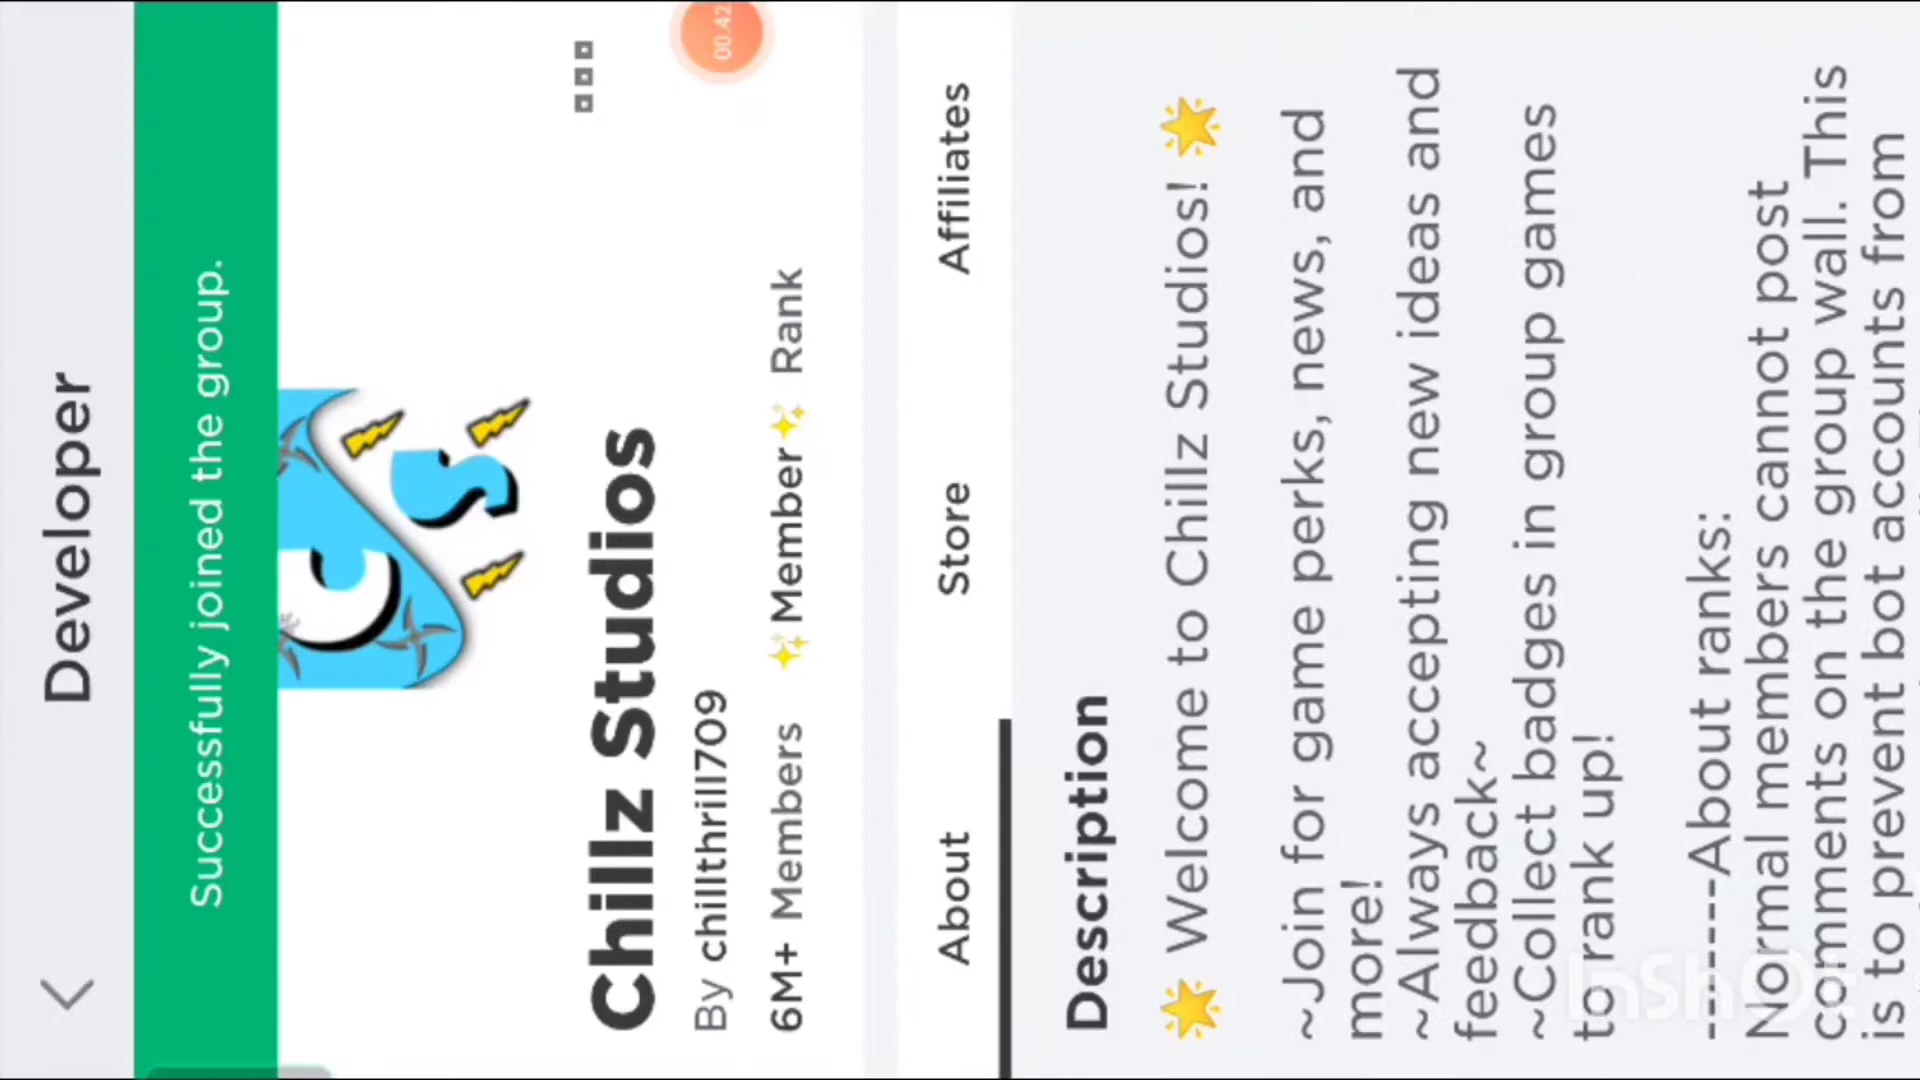 Developer
Successfully joined the group.
C
S
Chillz Studios
By chillthrill709
00:42
6M+ Members ✨Member✨ Rank
About Store Affiliates
Description
🌟 Welcome to Chillz Studios! 🌟
~Join for game perks, news, and
more!
~Always accepting new ideas and
feedback~
~Collect badges in group games
to rank up!
-------About ranks:
Normal members cannot post
comments on the group wall. This
is to prevent bot accounts from
InShOt